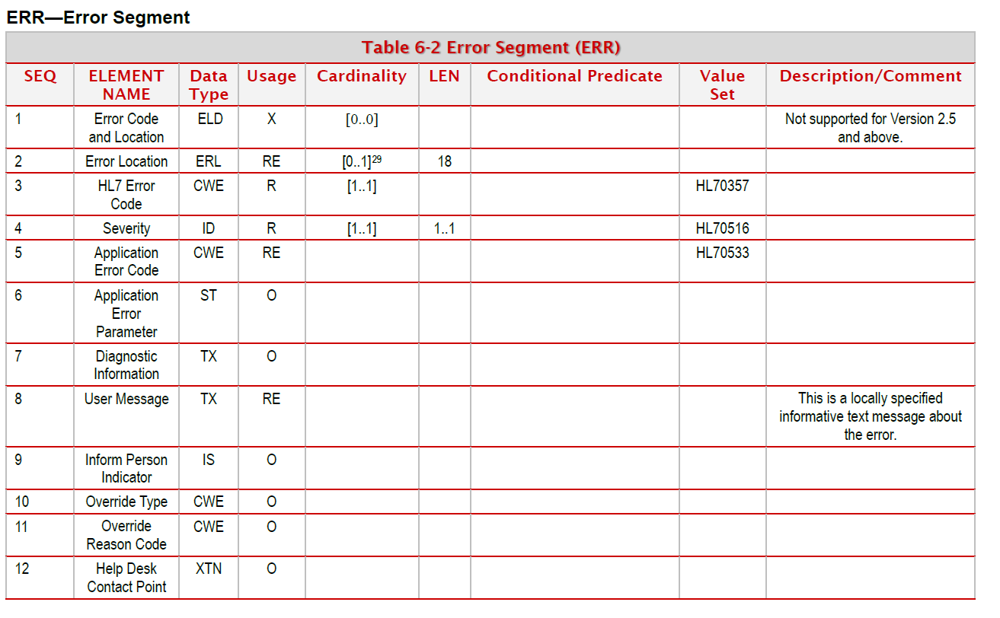 ERR—Error Segment
Table 6-2 Error Segment (ERR)
SEQ ELEMENT NAME Data Type Usage Cardinality LEN Conditional Predicate Value Set Description/Comment
1 Error Code and Location ELD X [0..0] Not supported for Version 2.5 and above.
2 Error Location ERL RE [0..1]29 18
3 HL7 Error Code CWE R [1..1] HL70357
4 Severity ID R [1..1] 1..1 HL70516
5 Application Error Code CWE RE HL70533
6 Application Error Parameter ST O
7 Diagnostic Information TX O
8 User Message TX RE This is a locally specified informative text message about the error.
9 Inform Person Indicator IS O
10 Override Type CWE O
11 Override Reason Code CWE O
12 Help Desk Contact Point XTN O